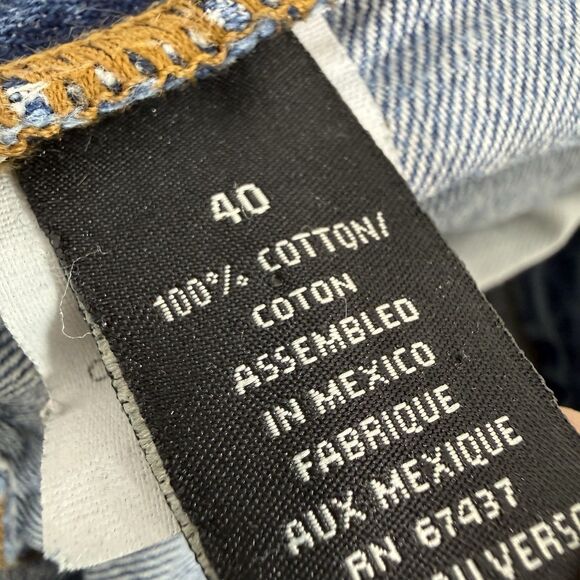 40
100% COTTON/
COTON
ASSEMBLED
IN MEXICO
FABRIQUE
AUX MEXIQUE
RN 67437